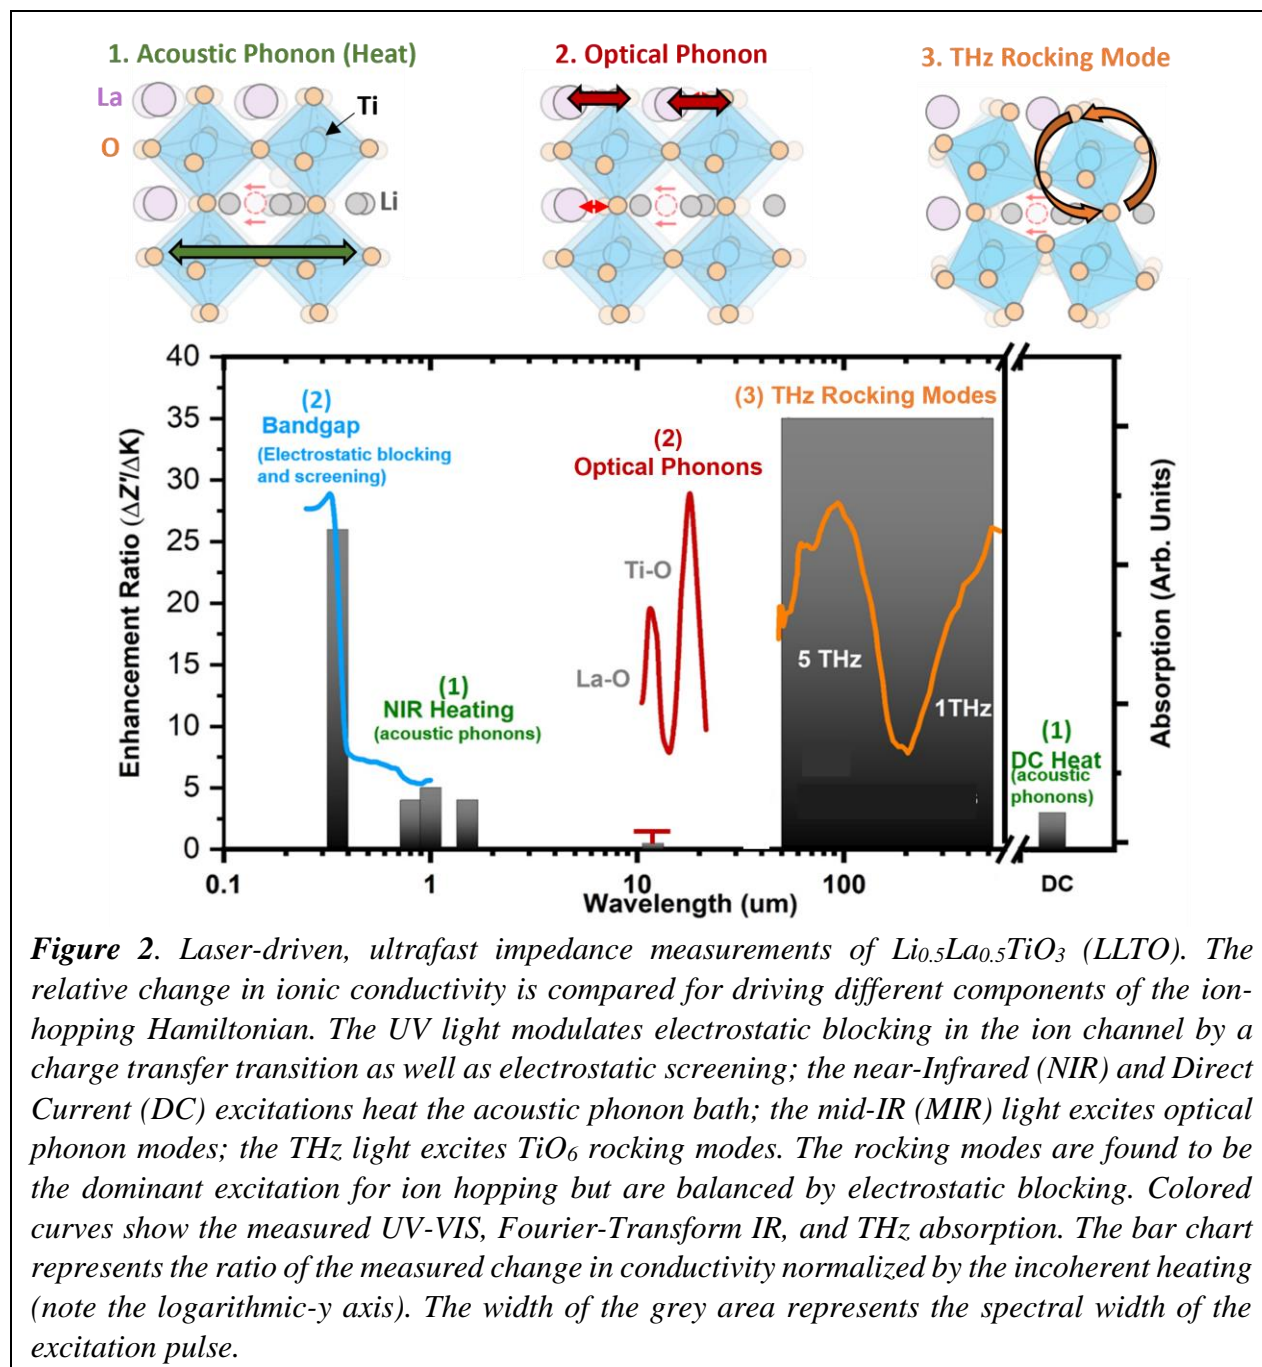 1. Acoustic Phonon (Heat)
2. Optical Phonon
3. THz Rocking Mode
La
Ti
O
Li
Enhancement Ratio (ΔZ'/ΔK)
40
35
30
25
20
15
10
5
0
(2)
Bandgap
(Electrostatic blocking
and screening)
(1)
NIR Heating
(acoustic phonons)
(2)
Optical Phonons
Ti-O
La-O
(3) THz Rocking Modes
5 THz
1THz
(1)
DC Heat
(acoustic
phonons)
Absorption (Arb. Units)
0.1
1
10
100
DC
Wavelength (um)
Figure 2. Laser-driven, ultrafast impedance measurements of Li0.5La0.5TiO3 (LLTO). The
relative change in ionic conductivity is compared for driving different components of the ion-
hopping Hamiltonian. The UV light modulates electrostatic blocking in the ion channel by a
charge transfer transition as well as electrostatic screening; the near-Infrared (NIR) and Direct
Current (DC) excitations heat the acoustic phonon bath; the mid-IR (MIR) light excites optical
phonon modes; the THz light excites TiO6 rocking modes. The rocking modes are found to be
the dominant excitation for ion hopping but are balanced by electrostatic blocking. Colored
curves show the measured UV-VIS, Fourier-Transform IR, and THz absorption. The bar chart
represents the ratio of the measured change in conductivity normalized by the incoherent heating
(note the logarithmic-y axis). The width of the grey area represents the spectral width of the
excitation pulse.